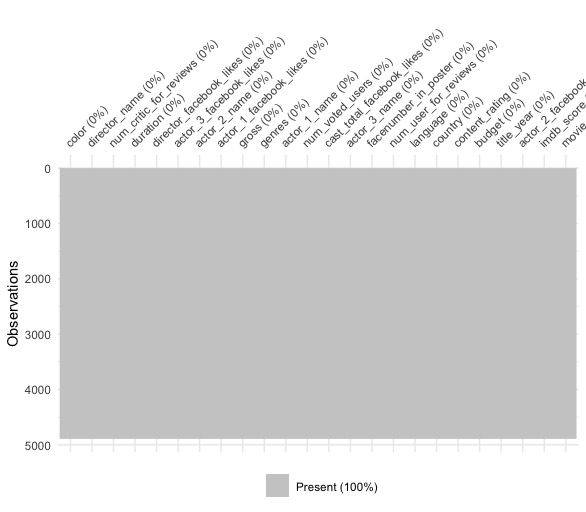 color (0%)
director_name (0%)
num_critic_for_reviews (0%)
duration (0%)
director_facebook_likes (0%)
actor_3_facebook_likes (0%)
actor_2_name (0%)
actor_1_facebook_likes (0%)
gross (0%)
genres (0%)
actor_1_name (0%)
num_voted_users (0%)
cast_total_facebook_likes (0%)
actor_3_name (0%)
facenumber_in_poster (0%)
num_user_for_reviews (0%)
language (0%)
country (0%)
content_rating (0%)
budget (0%)
title_year (0%)
actor_2_facebook
imdb_score
movie
0
1000
2000
3000
4000
5000
Observations
Present (100%)